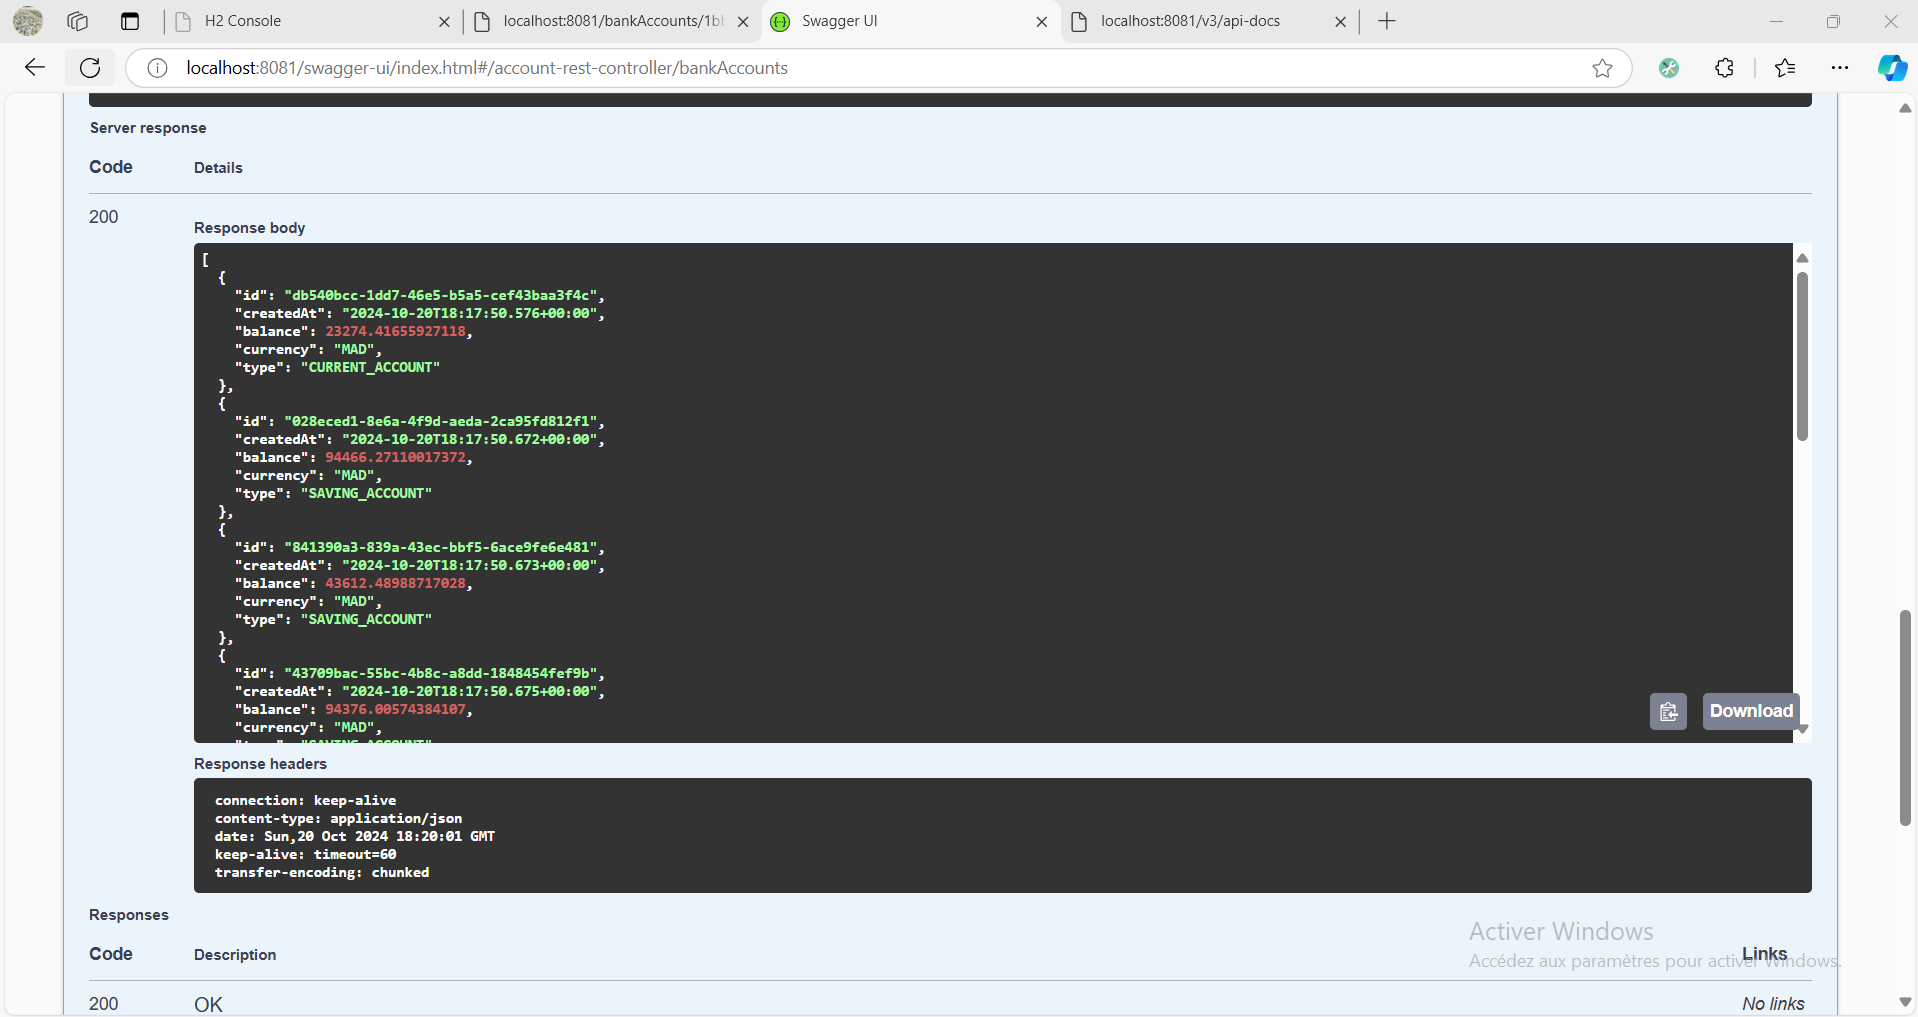 H2 Console
localhost:8081/bankAccounts/1b
Swagger UI
localhost:8081/v3/api-docs
localhost:8081/swagger-ui/index.html#/account-rest-controller/bankAccounts
Server response
Code Details
200
Response body
[
  {
    "id": "db540bcc-1dd7-46e5-b5a5-cef43baa3f4c",
    "createdAt": "2024-10-20T18:17:50.576+00:00",
    "balance": 23274.41655927118,
    "currency": "MAD",
    "type": "CURRENT_ACCOUNT"
  },
  {
    "id": "028eced1-8e6a-4f9d-aeda-2ca95fd812f1",
    "createdAt": "2024-10-20T18:17:50.672+00:00",
    "balance": 94466.27110017372,
    "currency": "MAD",
    "type": "SAVING_ACCOUNT"
  },
  {
    "id": "841390a3-839a-43ec-bbf5-6ace9fe6e481",
    "createdAt": "2024-10-20T18:17:50.673+00:00",
    "balance": 43612.48988717028,
    "currency": "MAD",
    "type": "SAVING_ACCOUNT"
  },
  {
    "id": "43709bac-55bc-4b8c-a8dd-1848454fef9b",
    "createdAt": "2024-10-20T18:17:50.675+00:00",
    "balance": 94376.00574384107,
    "currency": "MAD",
Download
Response headers
connection: keep-alive
content-type: application/json
date: Sun,20 Oct 2024 18:20:01 GMT
keep-alive: timeout=60
transfer-encoding: chunked
Responses
Activer Windows
Code Description Links
Accédez aux paramètres pour activer Windows.
200 OK No links